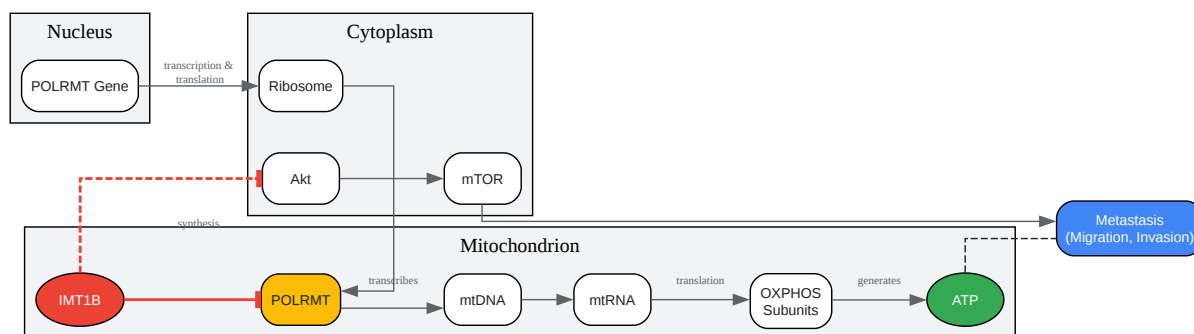 Nucleus
Cytoplasm
POLRMT Gene
transcription &
translation
Ribosome
Akt
mTOR
synthesis
Metastasis
(Migration, Invasion)
Mitochondrion
IMT1B
POLRMT
transcribes
mtDNA
mtRNA
translation
OXPHOS
Subunits
generates
ATP